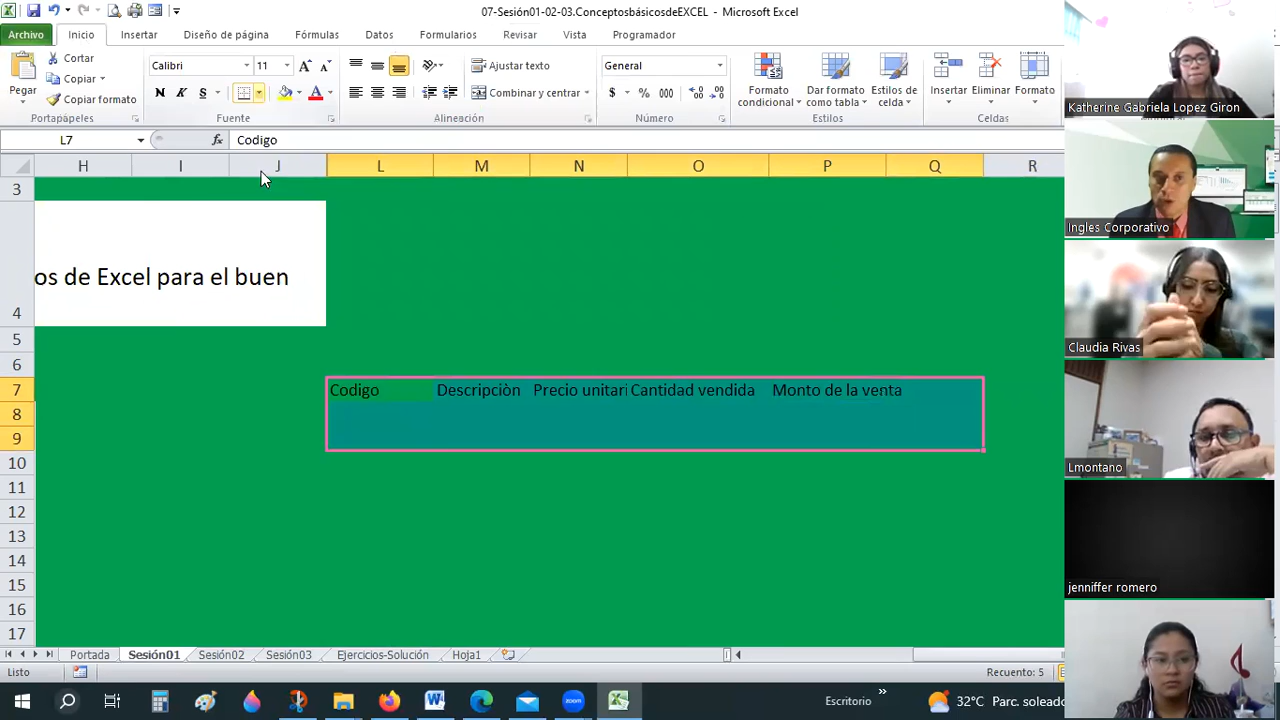 07-Sesión01-02-03.ConceptosbásicosdeEXCEL - Microsoft Excel
Archivo Inicio Insertar Diseño de página Fórmulas Datos Formularios Revisar Vista Programador
Cortar
Copiar
Copiar formato
Pegar
Portapapeles
Calibri 11
N K S
Fuente
Ajustar texto
Combinar y centrar
Alineación
General
$ % 000
Número
Formato condicional
Dar formato como tabla
Estilos de celda
Estilos
Insertar Eliminar Formato
Celdas
L7 fx Codigo
H I J L M N O P Q R
3
4 os de Excel para el buen
5
6
7 Codigo Descripciòn Precio unitari Cantidad vendida Monto de la venta
8
9
10
11
12
13
14
15
16
17
Portada Sesión01 Sesión02 Sesión03 Ejercicios-Solución Hoja1
Listo Recuento: 5
Escritorio 32°C Parc. soleado
Katherine Gabriela Lopez Giron
Ingles Corporativo
Claudia Rivas
Lmontano
jenniffer romero